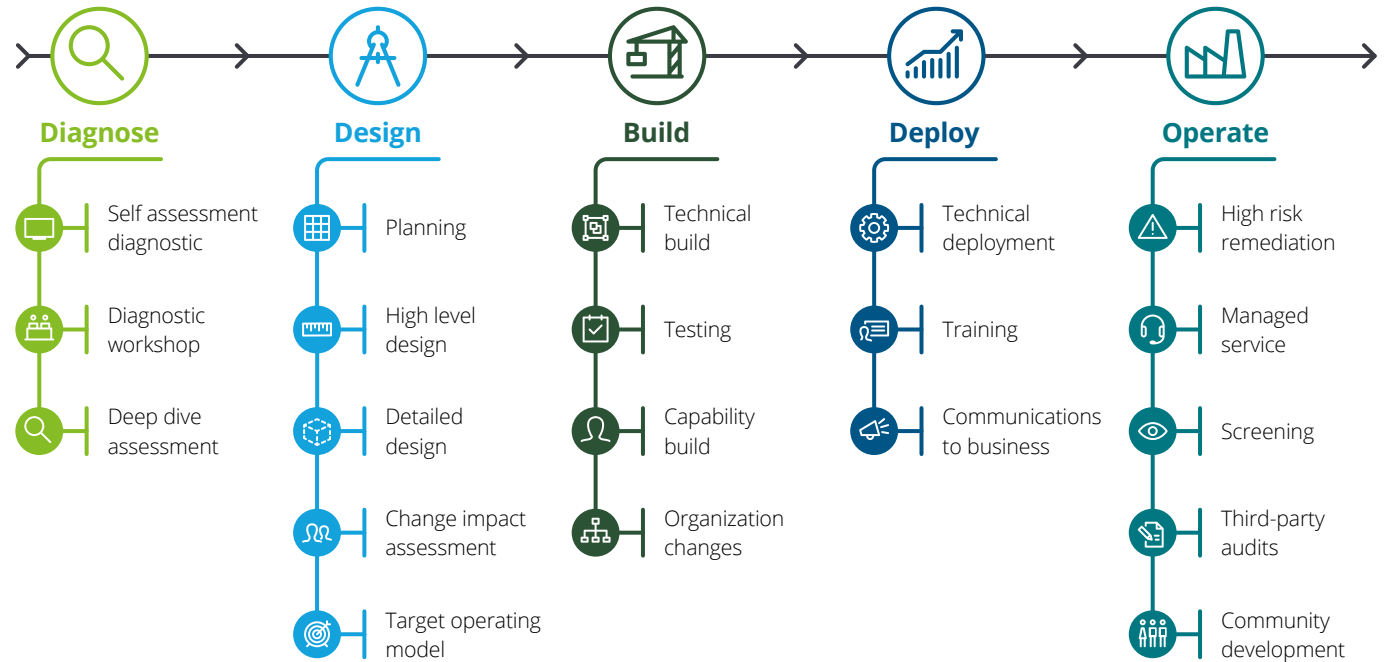 Diagnose
Self assessment
diagnostic
Diagnostic
workshop
Deep dive
assessment
Design
Planning
High level
design
Detailed
design
Change impact
assessment
Target operating
model
Build
Technical
build
Testing
Capability
build
Organization
changes
Deploy
Technical
deployment
Training
Communications
to business
Operate
High risk
remediation
Managed
service
Screening
Third-party
audits
Community
development